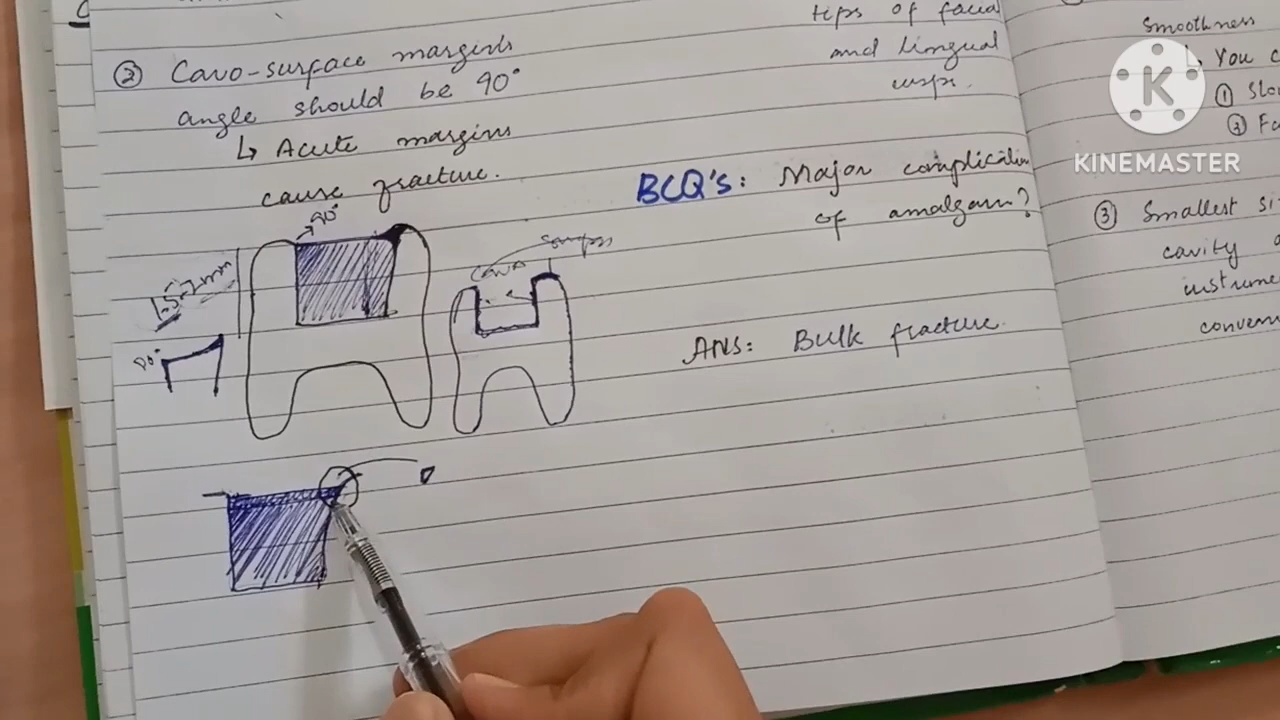 ② Cavo-surface margins
angle should be 90°
↳ Acute margins
cause fracture.
90°
1.5-2mm
90°
tips of facial
and lingual
cusps.
BCQ's: Major complication
of amalgam?
ANS: Bulk fracture.
Smoothness
You c
① Slo
② Fa
③ Smallest si
cavity
instrume
conven
KINEMASTER